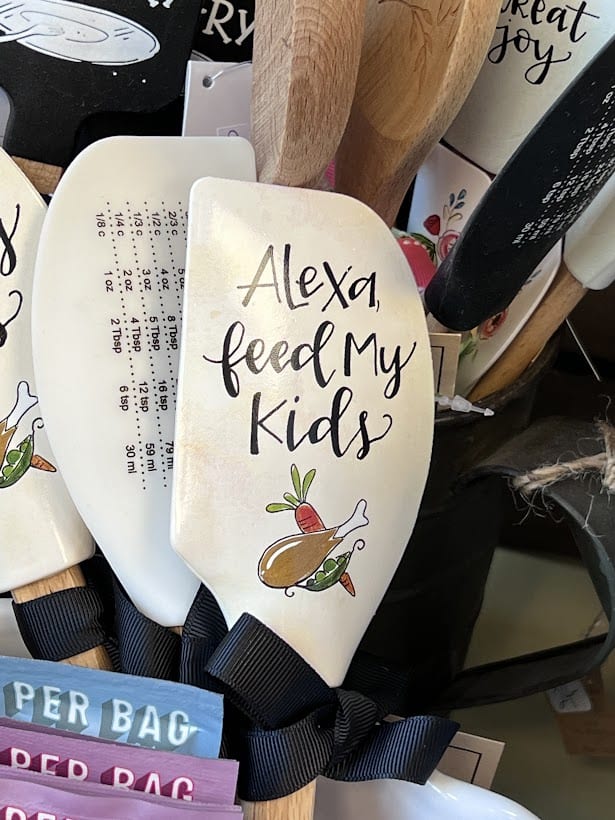 RY
great
joy
2/3 c
1/2 c 4 oz 8 Tbsp
1/3 c 3 oz 5 Tbsp 16 tsp 79 ml
1/4 c 2 oz 4 Tbsp 12 tsp 59 ml
1/8 c 1 oz 2 Tbsp 6 tsp 30 ml
Alexa,
feed My
Kids
PER BAG
PER BAG